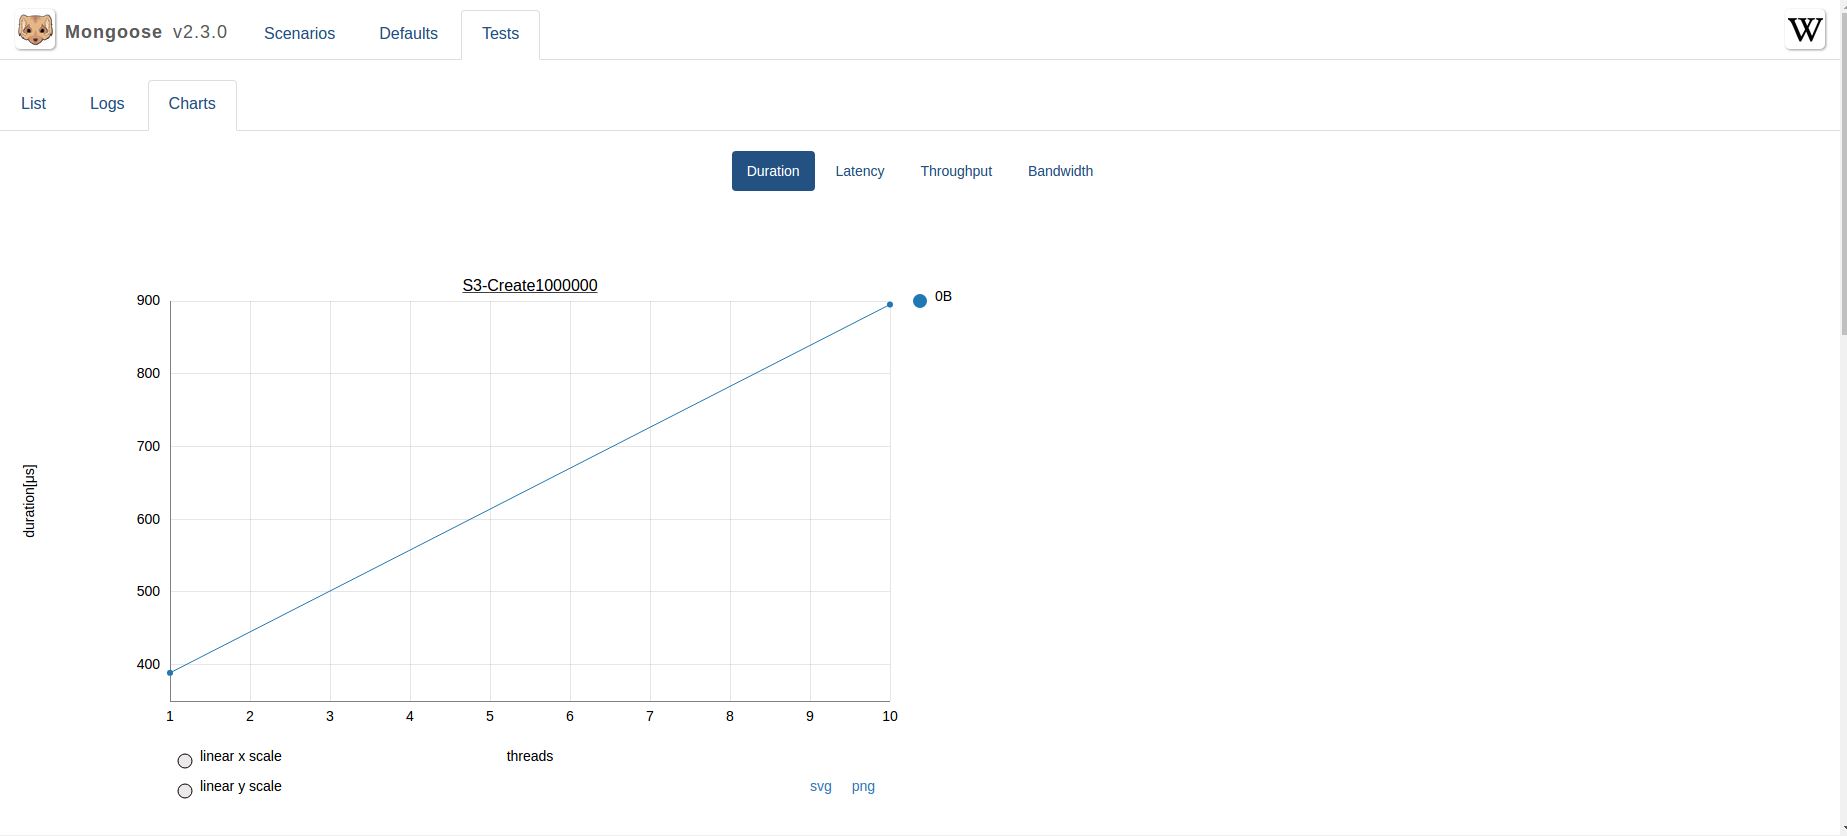 Mongoose v2.3.0 Scenarios Defaults Tests W
List Logs Charts
Duration Latency Throughput Bandwidth
S3-Create1000000
0B
900
800
700
600
500
400
duration[μs]
1 2 3 4 5 6 7 8 9 10
threads
linear x scale
linear y scale
svg png